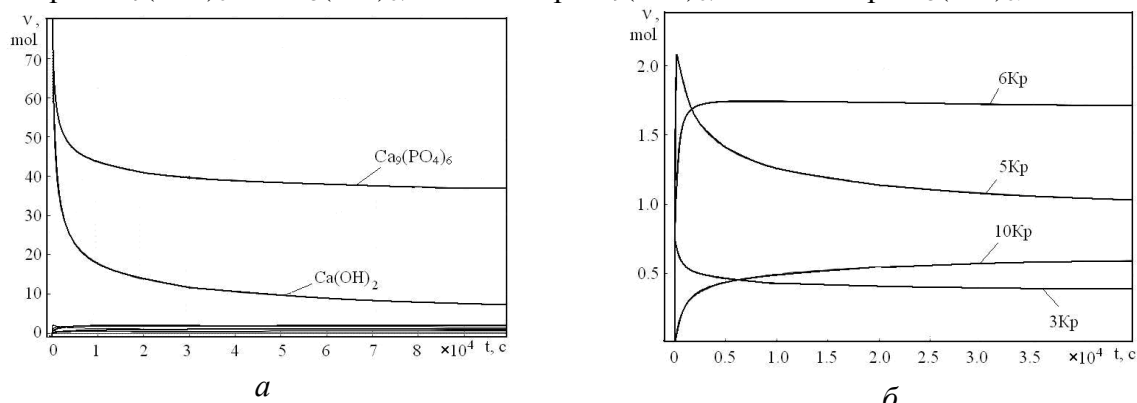 ν,
mol
70
60
50
40
30
20
10
0
Ca₉(PO₄)₆
Ca(OH)₂
0 1 2 3 4 5 6 7 8 ×10⁴ t, c
а
ν,
mol
2.0
1.5
1.0
0.5
6Kp
5Kp
10Kp
3Kp
0 0.5 1.0 1.5 2.0 2.5 3.0 3.5 ×10⁴ t, c
б